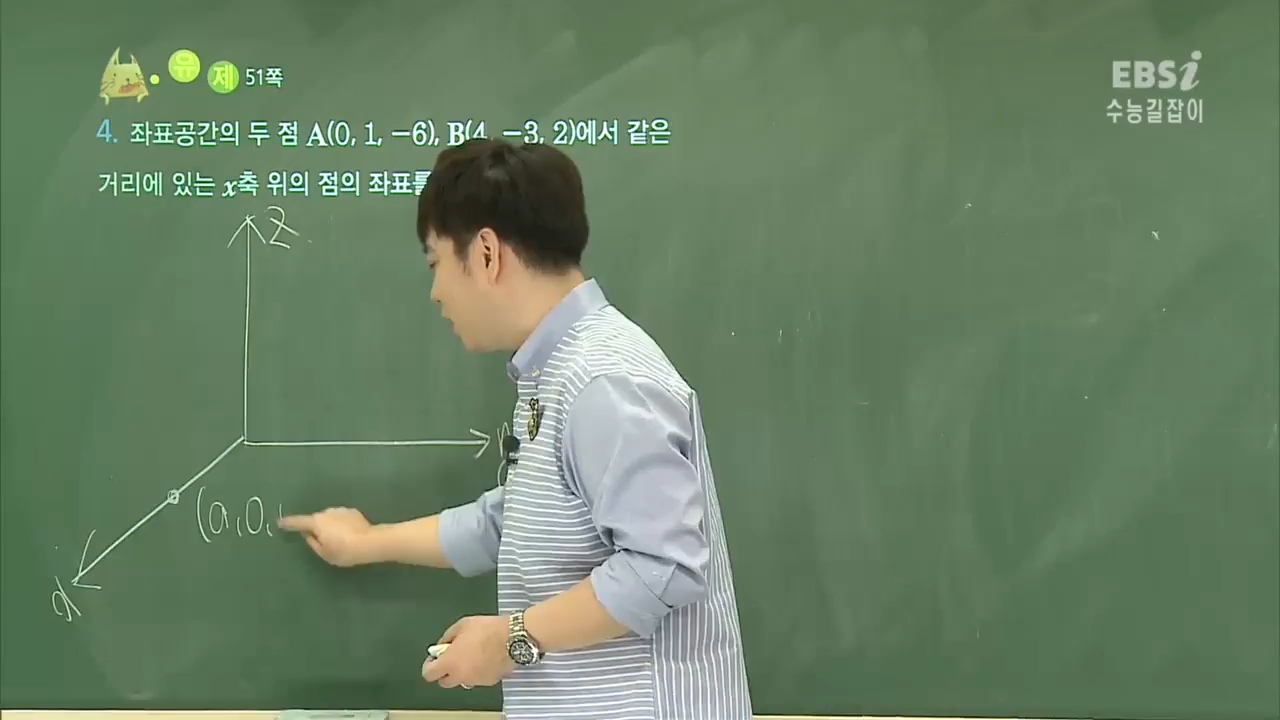 유제 51쪽
EBSi
수능길잡이
4. 좌표공간의 두 점 A(0, 1, −6), B(4, −3, 2)에서 같은
거리에 있는 x축 위의 점의 좌표를
z
(a, 0,
x